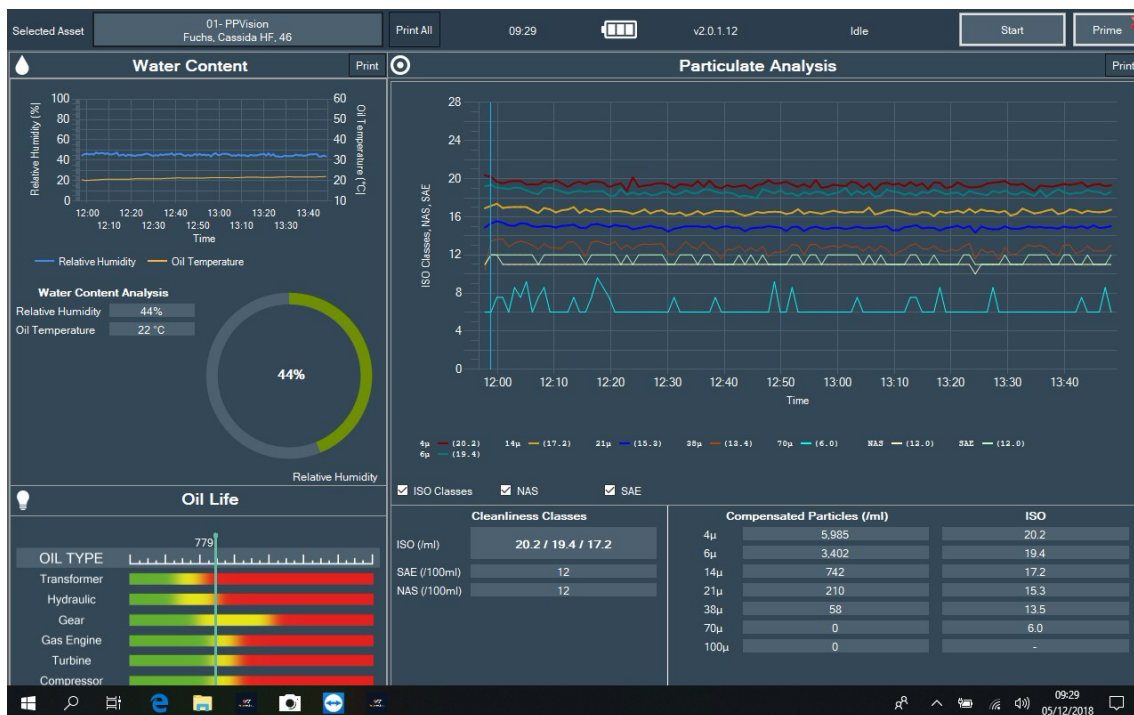 Selected Asset
01- PPVision
Fuchs, Cassida HF, 46
Print All
09:29
v2.0.1.12
Idle
Start
Prime
Water Content
Print
100
80
60
40
20
0
Relative Humidity (%)
60
50
40
30
20
10
Oil Temperature (°C)
12:00 12:20 12:40 13:00 13:20 13:40
12:10 12:30 12:50 13:10 13:30
Time
Relative Humidity Oil Temperature
Water Content Analysis
Relative Humidity 44%
Oil Temperature 22 °C
44%
Relative Humidity
Oil Life
779
OIL TYPE
Transformer
Hydraulic
Gear
Gas Engine
Turbine
Compressor
Particulate Analysis
Print
28
24
20
16
12
8
4
0
ISO Classes, NAS, SAE
12:00 12:10 12:20 12:30 12:40 12:50 13:00 13:10 13:20 13:30 13:40
Time
4μ (20.2) 14μ (17.2) 21μ (15.3) 38μ (13.4) 70μ (6.0) NAS (12.0) SAE (12.0)
6μ (19.4)
ISO Classes NAS SAE
Cleanliness Classes
ISO (/ml) 20.2 / 19.4 / 17.2
SAE (/100ml) 12
NAS (/100ml) 12
Compensated Particles (/ml) ISO
4μ 5,985 20.2
6μ 3,402 19.4
14μ 742 17.2
21μ 210 15.3
38μ 58 13.5
70μ 0 6.0
100μ 0 -
09:29
05/12/2018